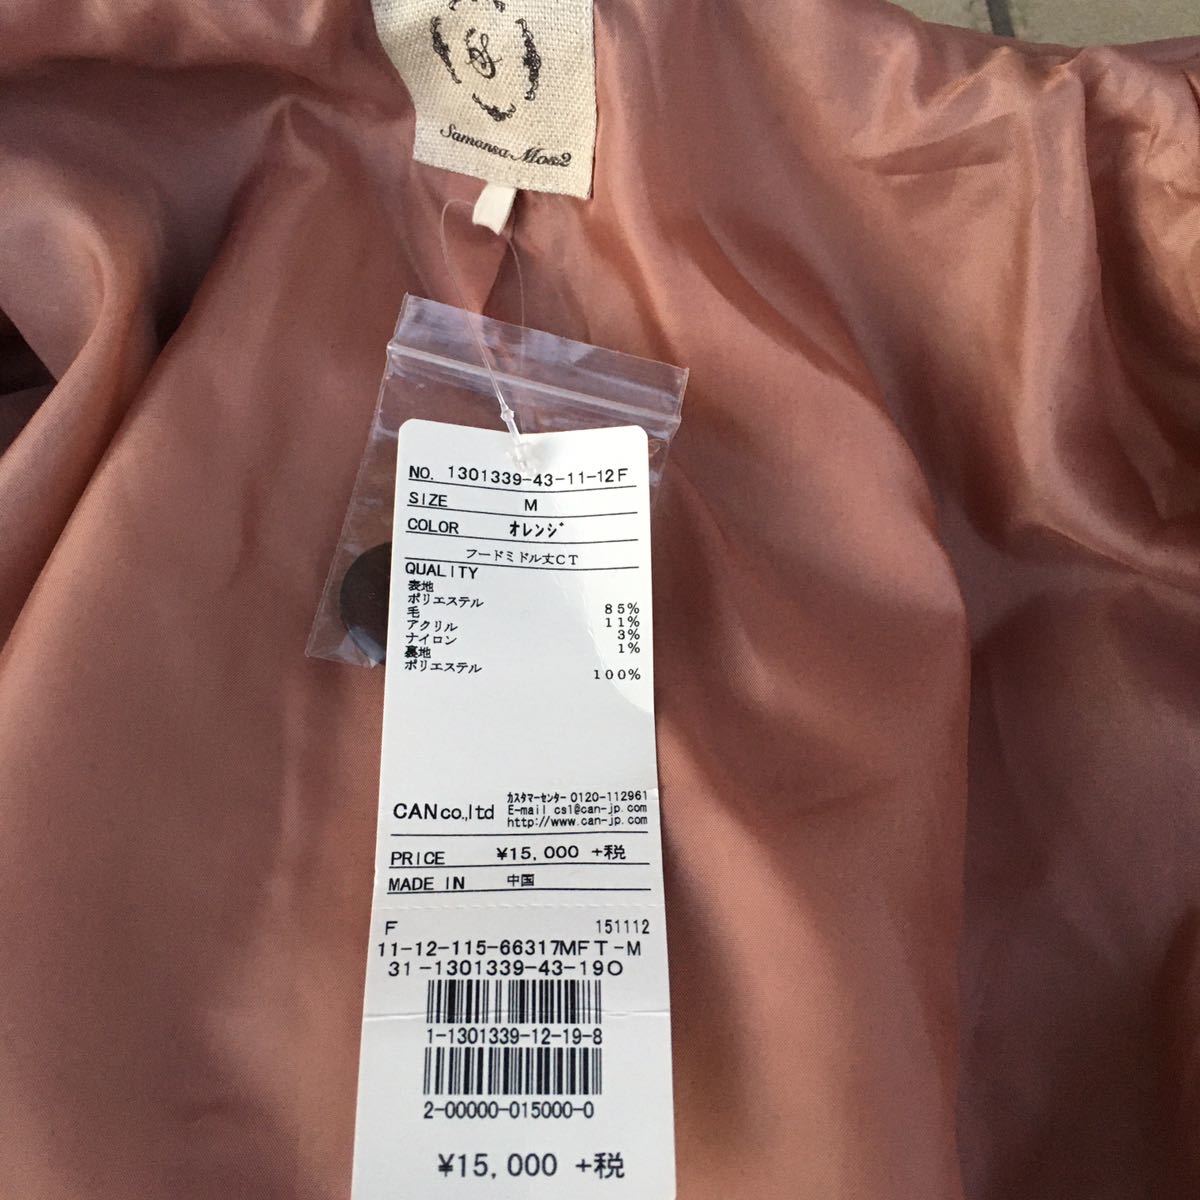 Samansa Mos2
NO. 1301339-43-11-12F
SIZE M
COLOR オレンジ
フードミドル丈CT
QUALITY
表地
ポリエステル 85%
毛 11%
アクリル 3%
ナイロン 1%
裏地
ポリエステル 100%
CAN co.,ltd
カスタマーセンター 0120-112961
E-mail cs1@can-jp.com
http://www.can-jp.com
PRICE ¥15,000 +税
MADE IN 中国
F 151112
11-12-115-66317MFT-M
31-1301339-43-190
1-1301339-12-19-8
2-00000-015000-0
¥15,000 +税